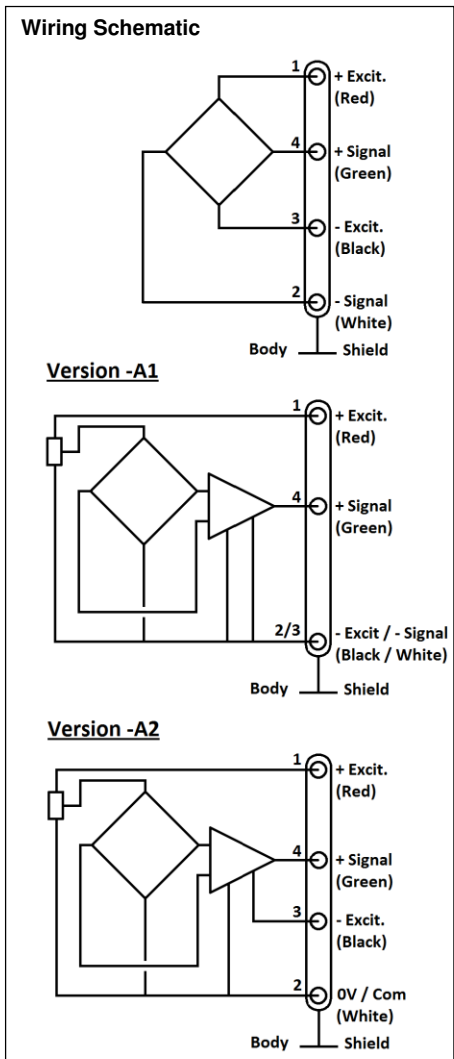 Wiring Schematic
1
+ Excit.
(Red)
4
+ Signal
(Green)
3
- Excit.
(Black)
2
- Signal
(White)
Body
Shield
Version -A1
1
+ Excit.
(Red)
4
+ Signal
(Green)
2/3
- Excit / - Signal
(Black / White)
Body
Shield
Version -A2
1
+ Excit.
(Red)
4
+ Signal
(Green)
3
- Excit.
(Black)
2
0V / Com
(White)
Body
Shield